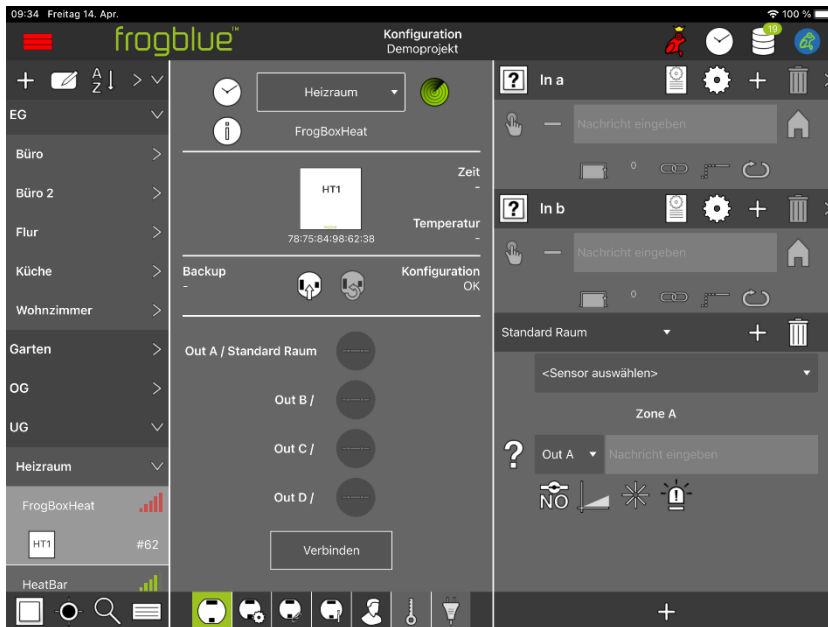 09:34 Freitag 14. Apr.
100 %
frogblue™
Konfiguration
Demoprojekt
19
A
Z
EG
Büro
Büro 2
Flur
Küche
Wohnzimmer
Garten
OG
UG
Heizraum
FrogBoxHeat
HT1
#62
HeatBar
Heizraum
FrogBoxHeat
HT1
78:75:84:98:62:38
Zeit
-
Temperatur
-
Backup
-
Konfiguration
OK
Out A / Standard Raum
Out B /
Out C /
Out D /
Verbinden
? In a
Nachricht eingeben
0
? In b
Nachricht eingeben
0
Standard Raum
<Sensor auswählen>
Zone A
? Out A Nachricht eingeben
NO